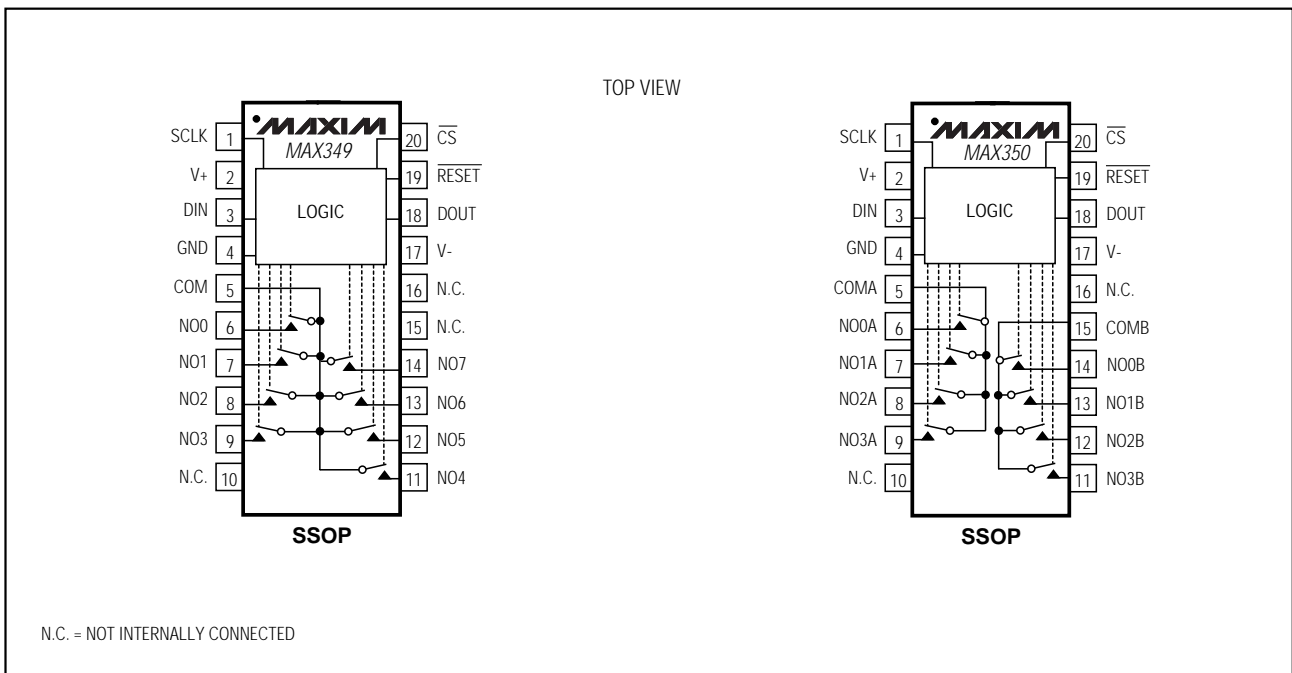 TOP VIEW
MAXIM
MAX349
SCLK 1
V+ 2
DIN 3
GND 4
COM 5
NO0 6
NO1 7
NO2 8
NO3 9
N.C. 10
LOGIC
20 CS
19 RESET
18 DOUT
17 V-
16 N.C.
15 N.C.
14 NO7
13 NO6
12 NO5
11 NO4
SSOP
MAXIM
MAX350
SCLK 1
V+ 2
DIN 3
GND 4
COMA 5
NO0A 6
NO1A 7
NO2A 8
NO3A 9
N.C. 10
LOGIC
20 CS
19 RESET
18 DOUT
17 V-
16 N.C.
15 COMB
14 NO0B
13 NO1B
12 NO2B
11 NO3B
SSOP
N.C. = NOT INTERNALLY CONNECTED